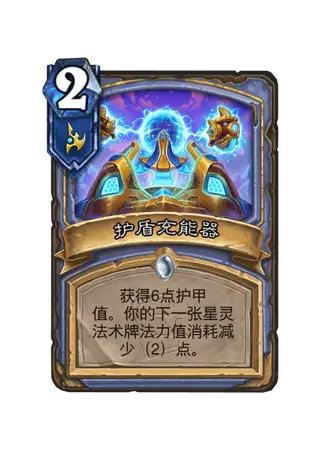 2
护盾充能器
获得6点护甲
值。你的下一张星灵
法术牌法力值消耗减
少（2）点。